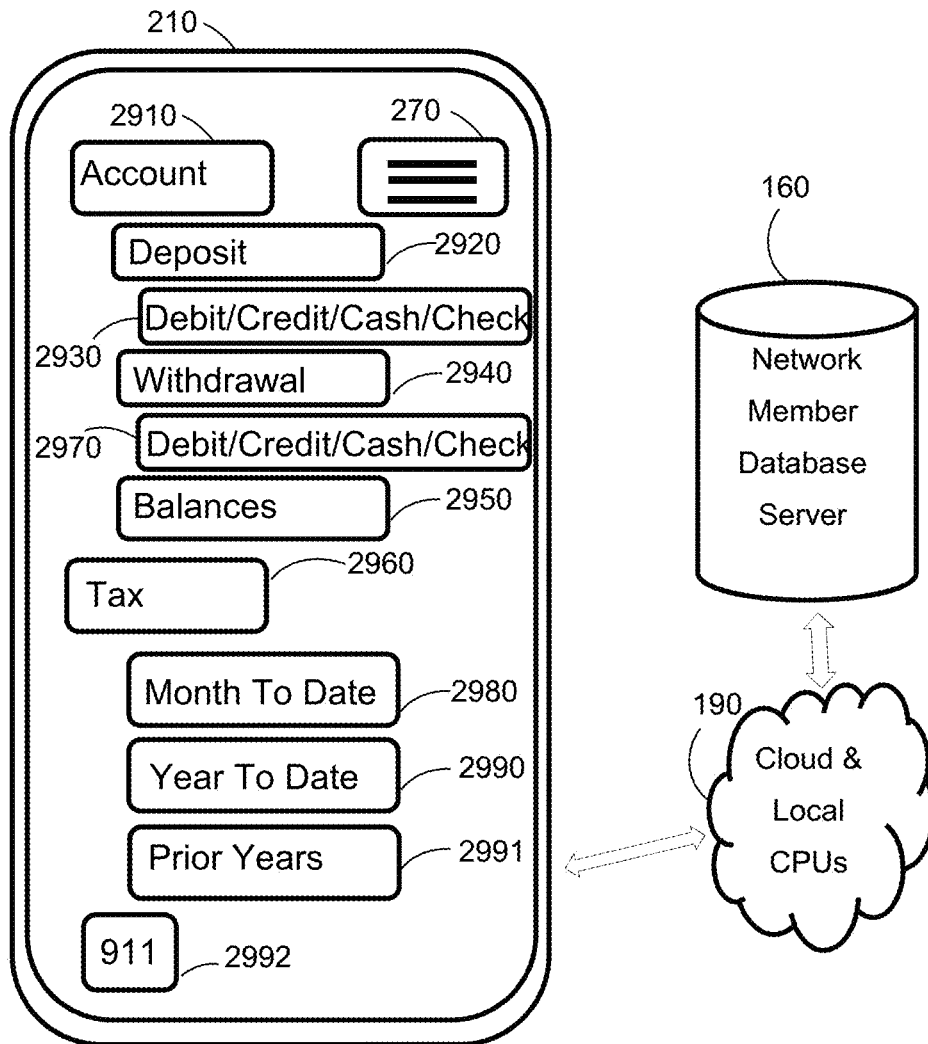 210
2910
270
Account
Deposit
2920
Debit/Credit/Cash/Check
2930
Withdrawal
2940
Debit/Credit/Cash/Check
2970
Balances
2950
2960
Tax
Month To Date
2980
Year To Date
2990
Prior Years
2991
911
2992
160
Network
Member
Database
Server
190
Cloud &
Local
CPUs